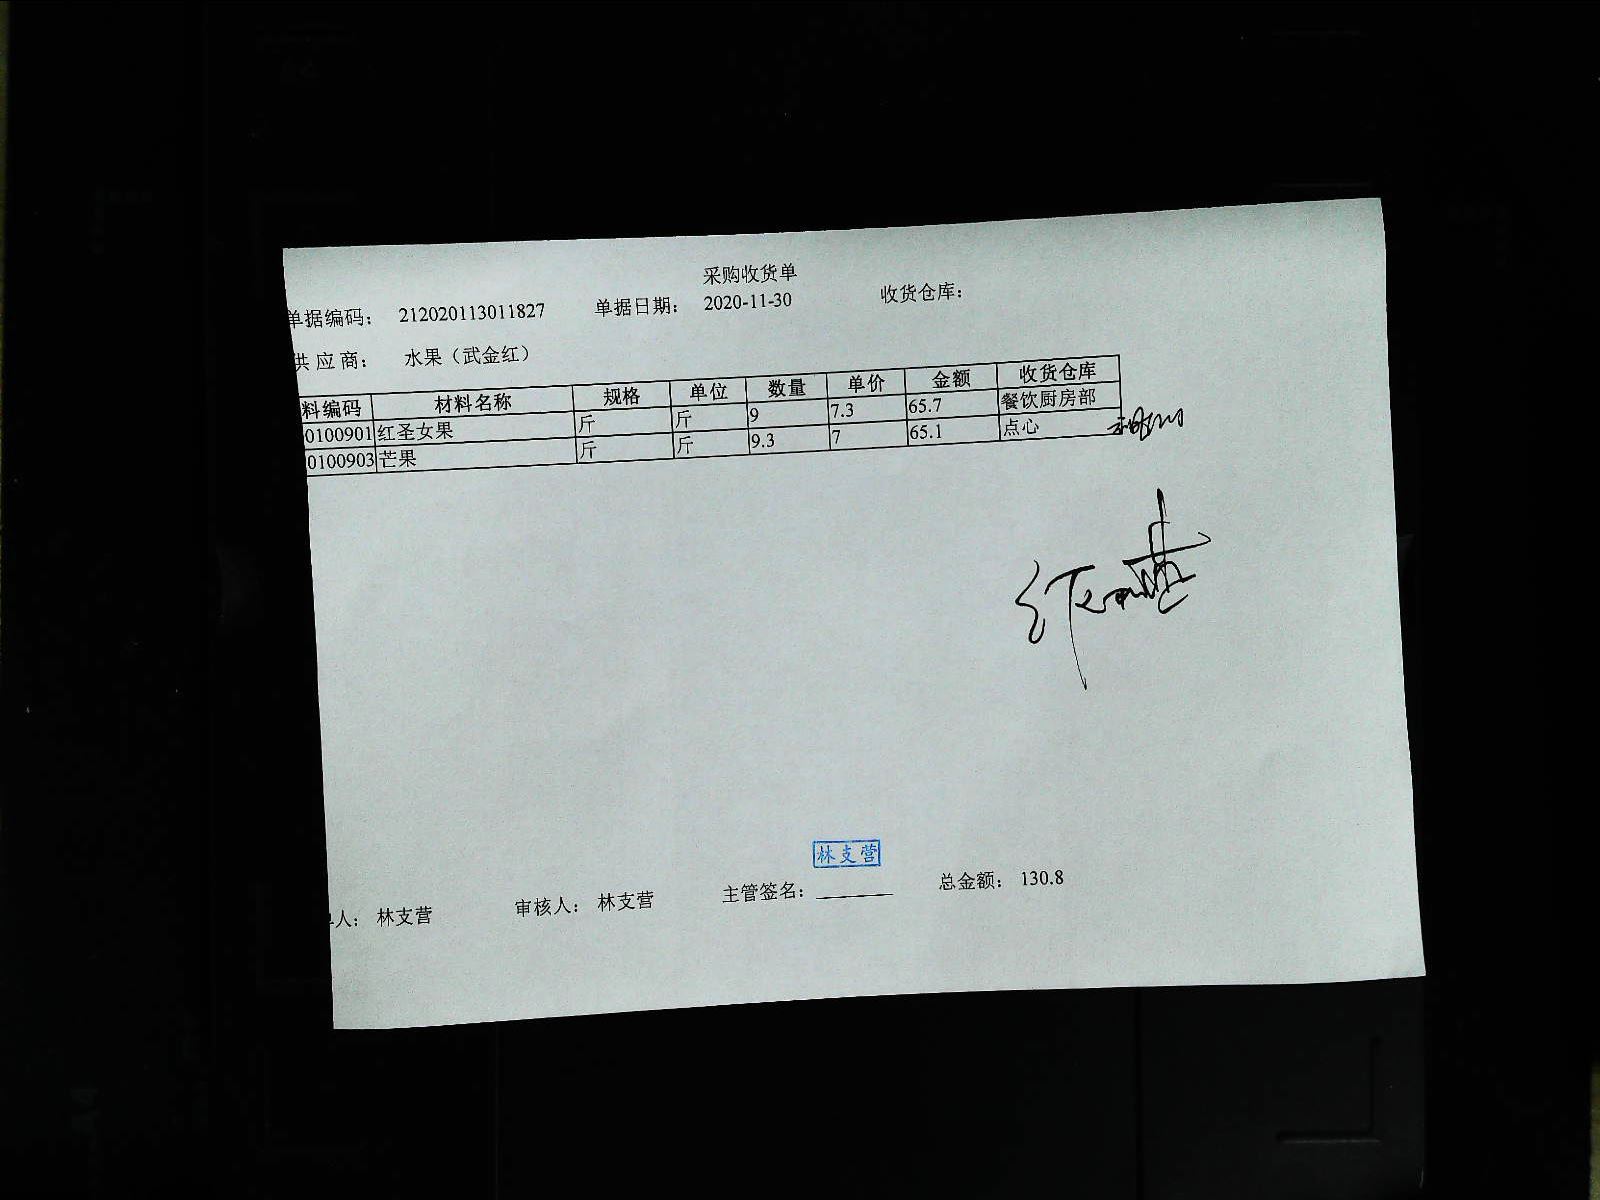 采购收货单
单据编码： 212020113011827 单据日期： 2020-11-30 收货仓库：
供应商： 水果（武金红）
料编码 材料名称 规格 单位 数量 单价 金额 收货仓库
0100901 红圣女果 斤 斤 9 7.3 65.7 餐饮厨房部
0100903 芒果 斤 斤 9.3 7 65.1 点心
林支营
单人： 林支营 审核人： 林支营 主管签名： 总金额： 130.8